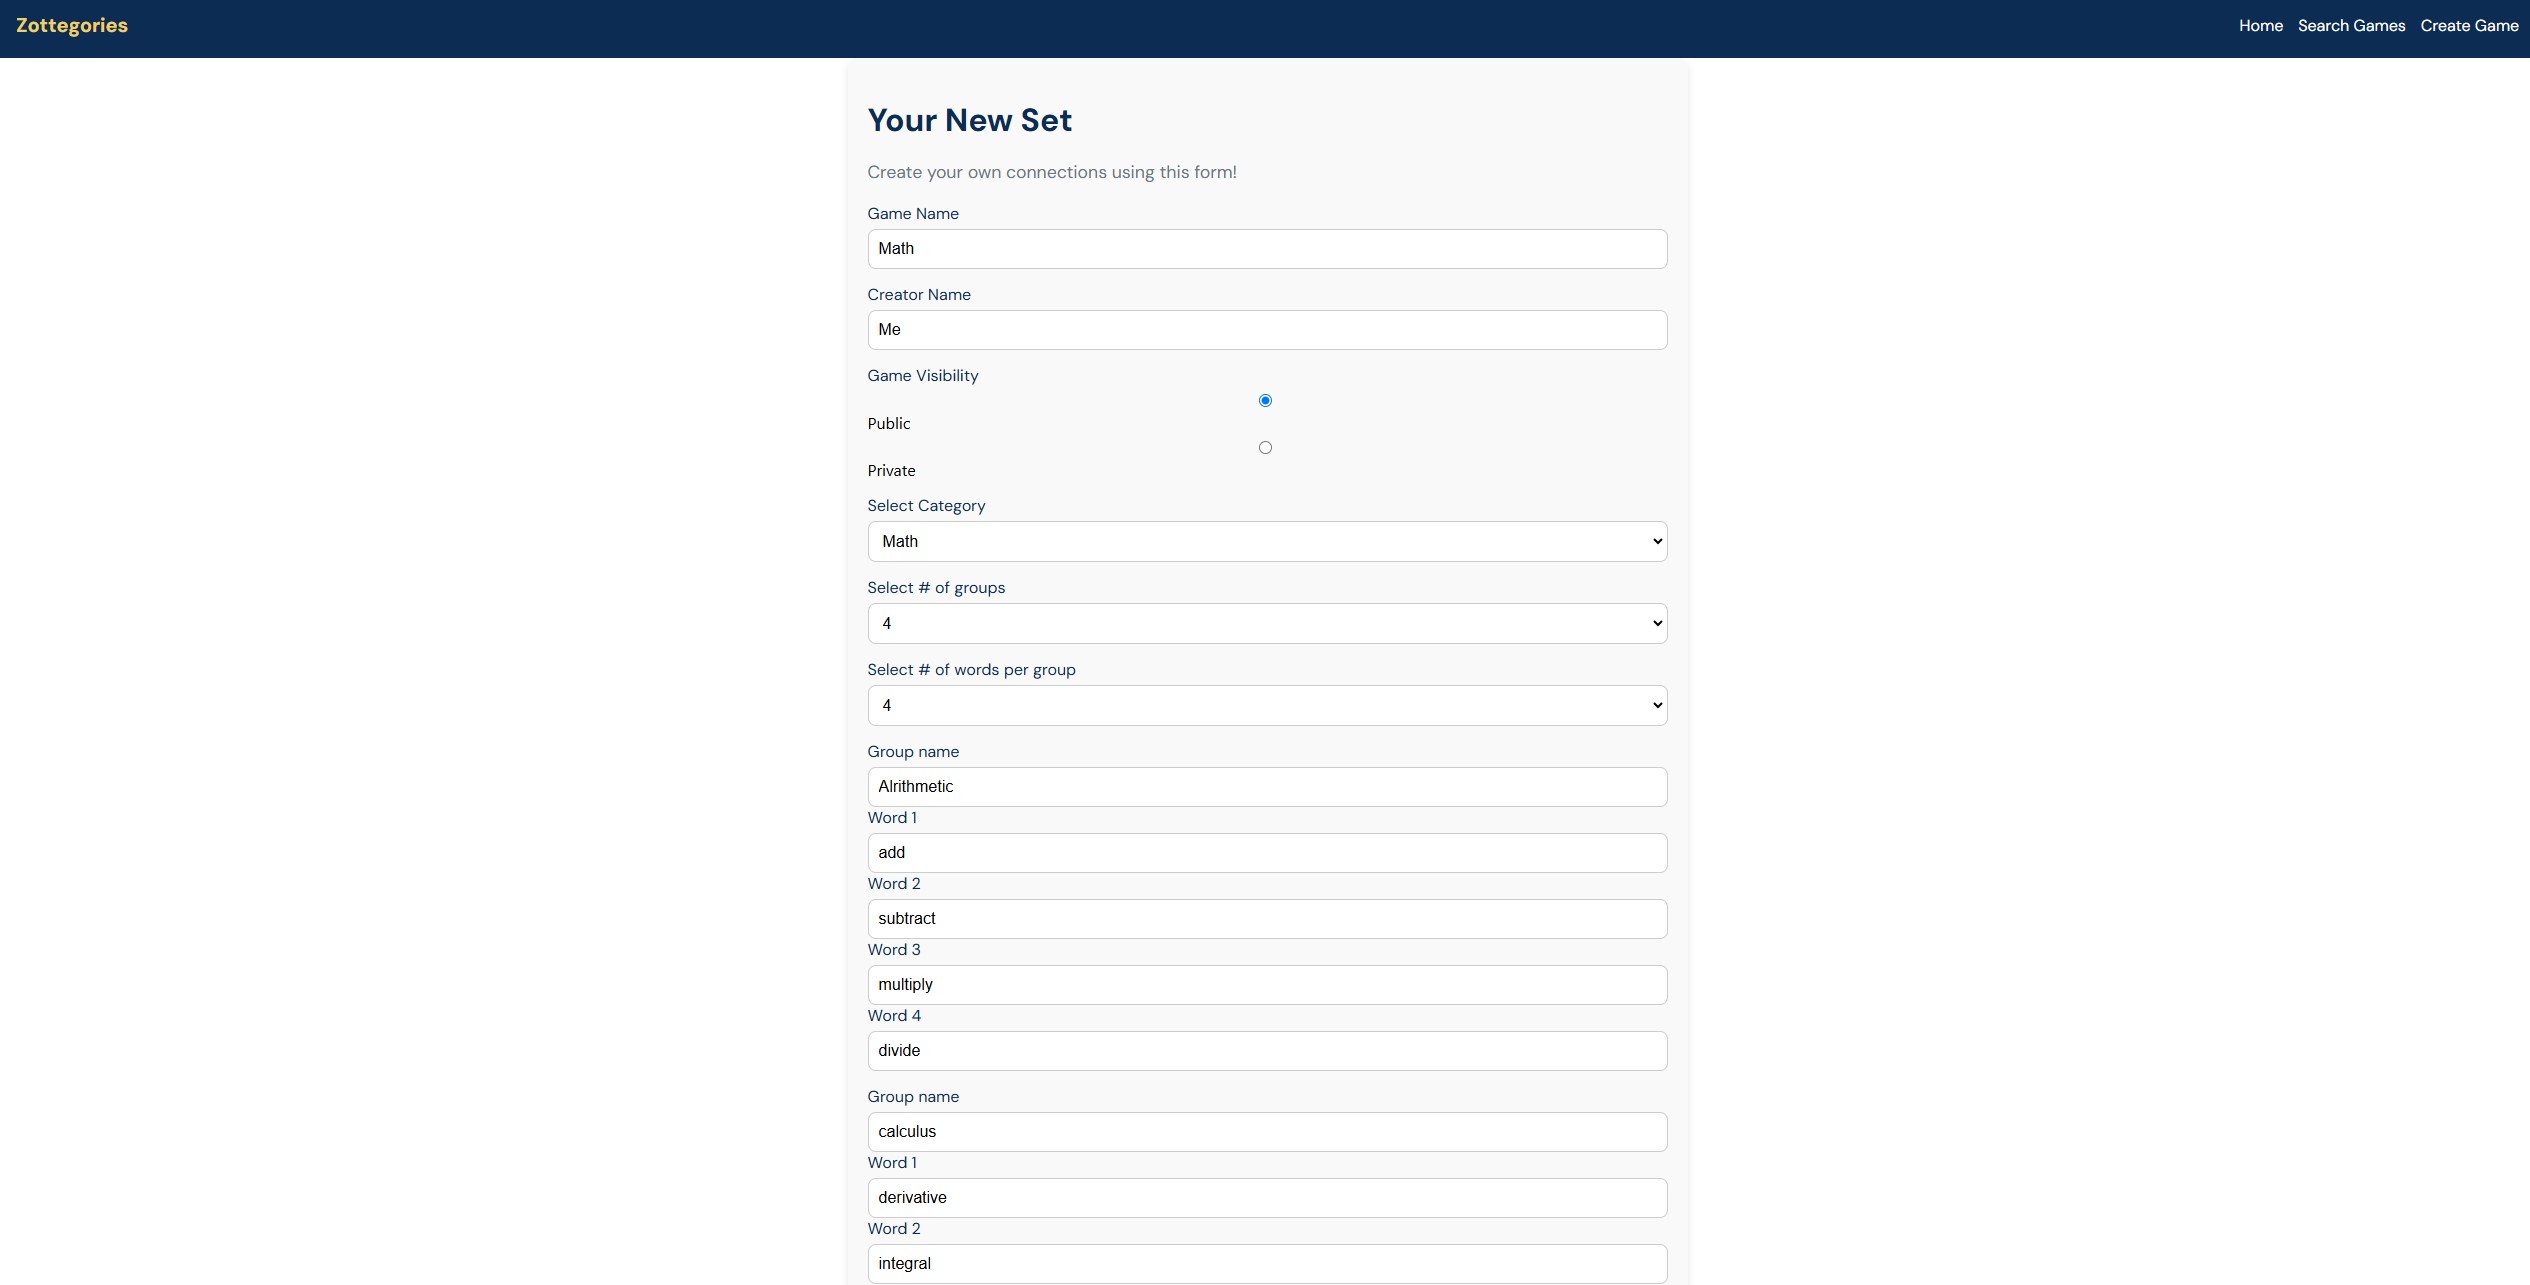 Zottegories
Home Search Games Create Game
Your New Set
Create your own connections using this form!
Game Name
Math
Creator Name
Me
Game Visibility
Public
Private
Select Category
Math
Select # of groups
4
Select # of words per group
4
Group name
Alrithmetic
Word 1
add
Word 2
subtract
Word 3
multiply
Word 4
divide
Group name
calculus
Word 1
derivative
Word 2
integral